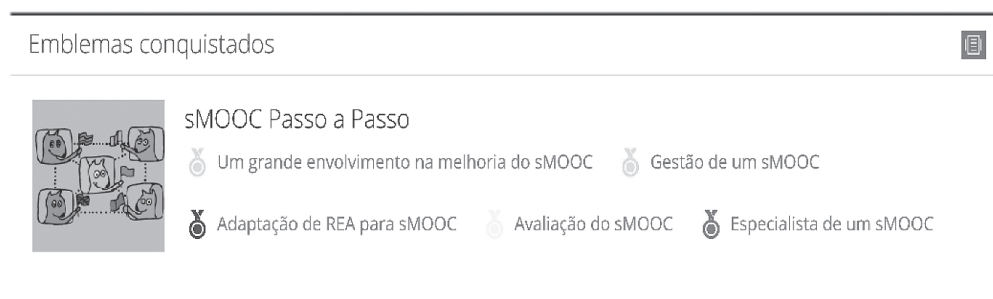 Emblemas conquistados
sMOOC Passo a Passo
Um grande envolvimento na melhoria do sMOOC Gestão de um sMOOC
Adaptação de REA para sMOOC Avaliação do sMOOC Especialista de um sMOOC